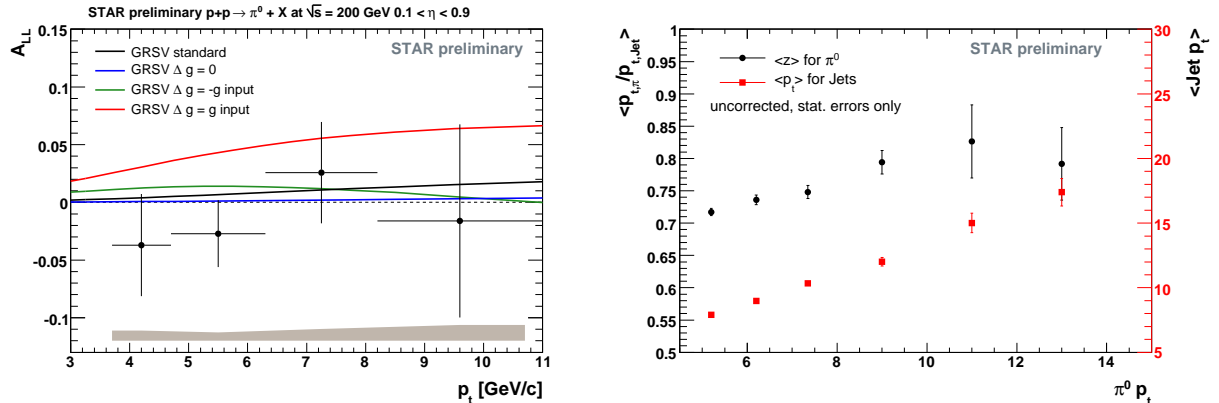 STAR preliminary p+p → π⁰ + X at √s = 200 GeV 0.1 < η < 0.9
A_LL
0.15
0.1
0.05
0
-0.05
-0.1
GRSV standard
GRSV Δ g = 0
GRSV Δ g = -g input
GRSV Δ g = g input
STAR preliminary
3 4 5 6 7 8 9 10 11
p_t [GeV/c]
<p_t,π/p_t,Jet>
1
0.95
0.9
0.85
0.8
0.75
0.7
0.65
0.6
0.55
0.5
STAR preliminary
<z> for π⁰
<p_t> for Jets
uncorrected, stat. errors only
6 8 10 12 14
π⁰ p_t
30
25
20
15
10
5
<Jet p_t>